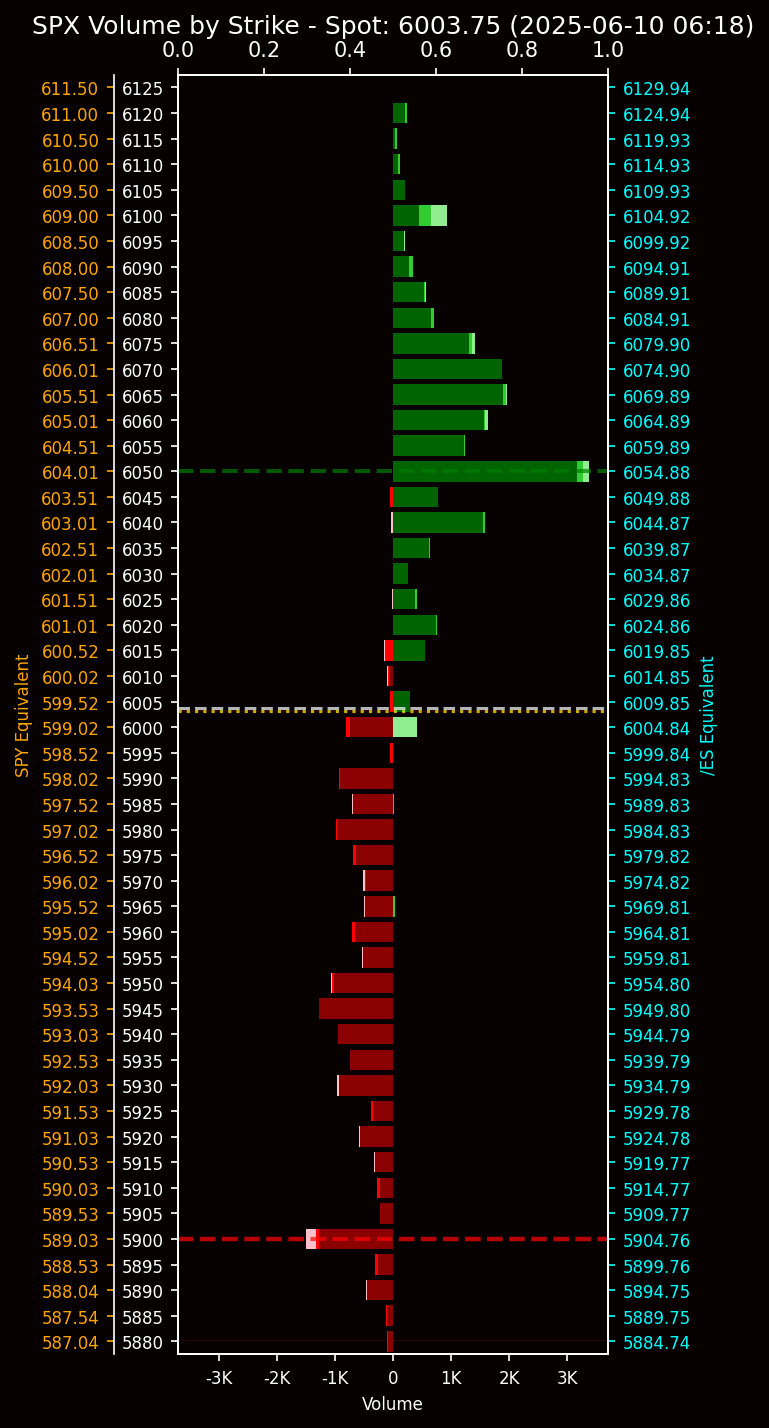 SPX Volume by Strike - Spot: 6003.75 (2025-06-10 06:18)
0.0 0.2 0.4 0.6 0.8 1.0
611.50 6125 6129.94
611.00 6120 6124.94
610.50 6115 6119.93
610.00 6110 6114.93
609.50 6105 6109.93
609.00 6100 6104.92
608.50 6095 6099.92
608.00 6090 6094.91
607.50 6085 6089.91
607.00 6080 6084.91
606.51 6075 6079.90
606.01 6070 6074.90
605.51 6065 6069.89
605.01 6060 6064.89
604.51 6055 6059.89
604.01 6050 6054.88
603.51 6045 6049.88
603.01 6040 6044.87
602.51 6035 6039.87
602.01 6030 6034.87
601.51 6025 6029.86
601.01 6020 6024.86
600.52 6015 6019.85
600.02 6010 6014.85
599.52 6005 6009.85
599.02 6000 6004.84
598.52 5995 5999.84
598.02 5990 5994.83
597.52 5985 5989.83
597.02 5980 5984.83
596.52 5975 5979.82
596.02 5970 5974.82
595.52 5965 5969.81
595.02 5960 5964.81
594.52 5955 5959.81
594.03 5950 5954.80
593.53 5945 5949.80
593.03 5940 5944.79
592.53 5935 5939.79
592.03 5930 5934.79
591.53 5925 5929.78
591.03 5920 5924.78
590.53 5915 5919.77
590.03 5910 5914.77
589.53 5905 5909.77
589.03 5900 5904.76
588.53 5895 5899.76
588.04 5890 5894.75
587.54 5885 5889.75
587.04 5880 5884.74
SPY Equivalent
/ES Equivalent
-3K -2K -1K 0 1K 2K 3K
Volume